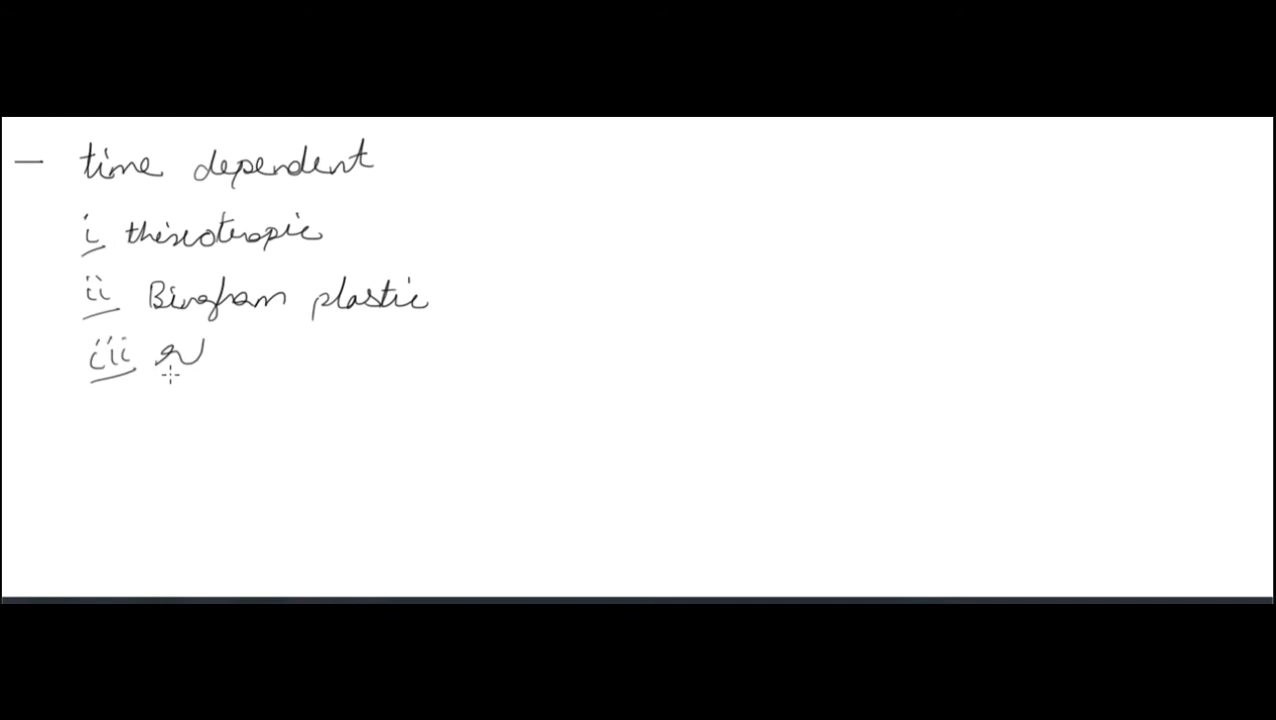 — time dependent
i thixotropic
ii Bingham plastic
iii